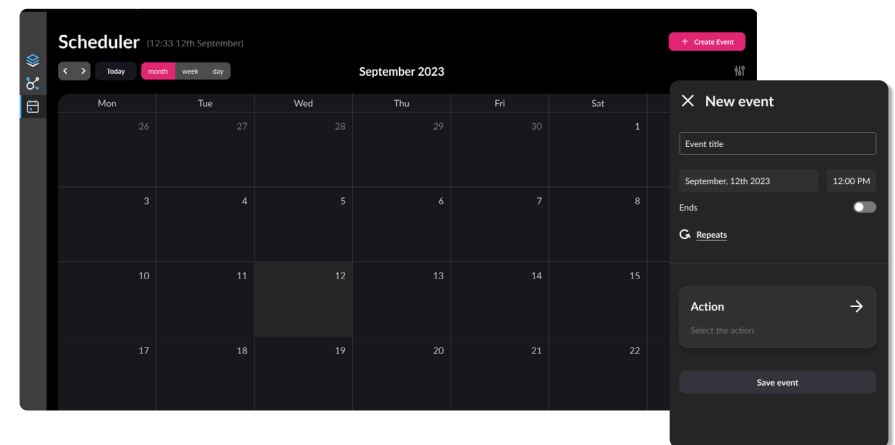 Scheduler (12:33 12th September)
+ Create Event
Today
month week day
September 2023
Mon Tue Wed Thu Fri Sat
26 27 28 29 30 1
3 4 5 6 7 8
10 11 12 13 14 15
17 18 19 20 21 22
New event
Event title
September, 12th 2023 12:00 PM
Ends
Repeats
Action
Select the action
Save event